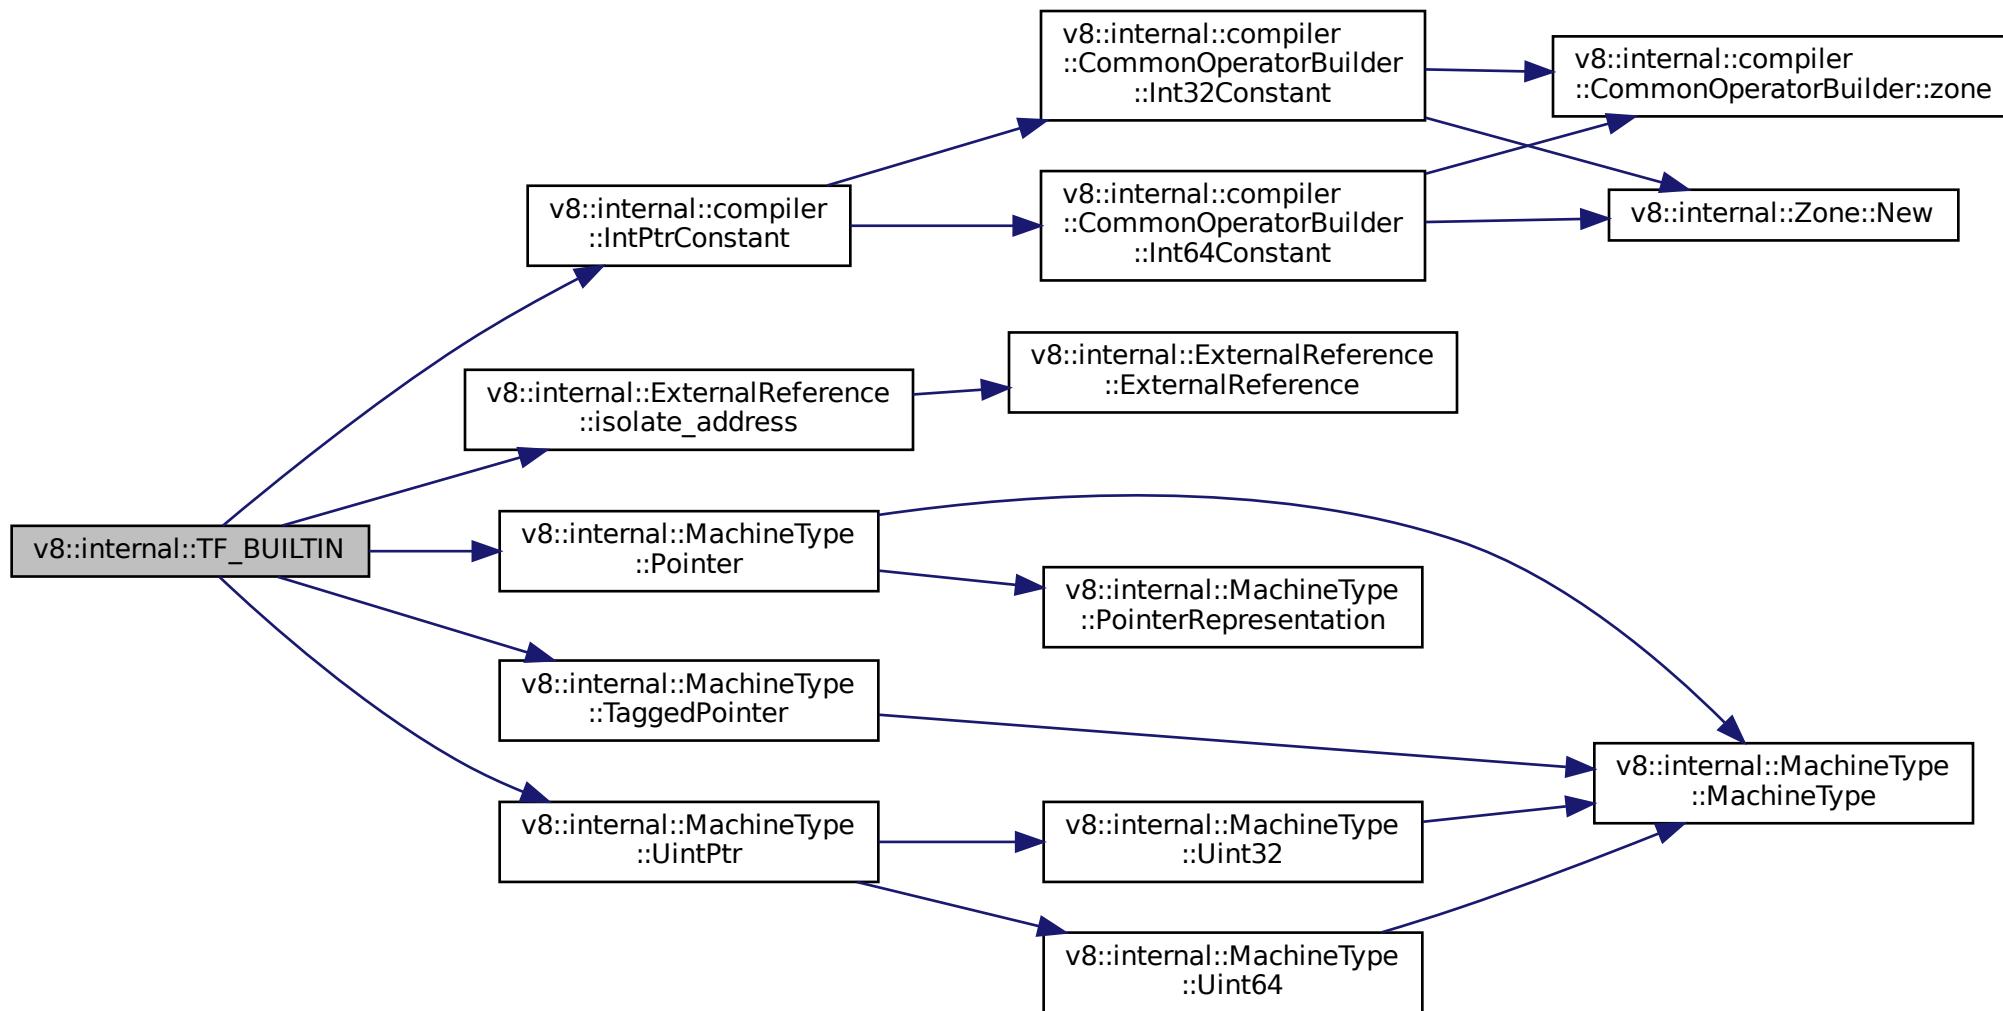 v8::internal::compiler
::CommonOperatorBuilder
::Int32Constant
v8::internal::compiler
::CommonOperatorBuilder::zone
v8::internal::compiler
::IntPtrConstant
v8::internal::compiler
::CommonOperatorBuilder
::Int64Constant
v8::internal::Zone::New
v8::internal::ExternalReference
::isolate_address
v8::internal::ExternalReference
::ExternalReference
v8::internal::TF_BUILTIN
v8::internal::MachineType
::Pointer
v8::internal::MachineType
::PointerRepresentation
v8::internal::MachineType
::TaggedPointer
v8::internal::MachineType
::MachineType
v8::internal::MachineType
::UintPtr
v8::internal::MachineType
::Uint32
v8::internal::MachineType
::Uint64